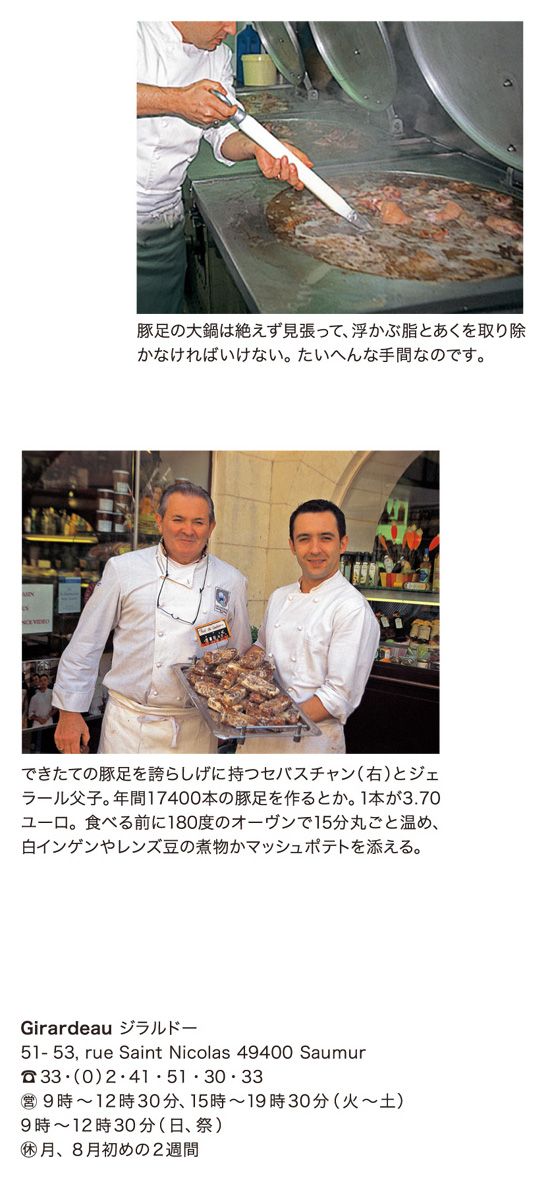 豚足の大鍋は絶えず見張って、浮かぶ脂とあくを取り除
かなければいけない。たいへんな手間なのです。
できたての豚足を誇らしげに持つセバスチャン（右）とジェ
ラール父子。年間17400本の豚足を作るとか。1本が3.70
ユーロ。食べる前に180度のオーヴンで15分丸ごと温め、
白インゲンやレンズ豆の煮物かマッシュポテトを添える。
Girardeau ジラルドー
51- 53, rue Saint Nicolas 49400 Saumur
☎33・（0）2・41・51・30・33
㊡ 9時～12時30分、15時～19時30分（火～土）
9時～12時30分（日、祭）
㊡月、8月初めの2週間